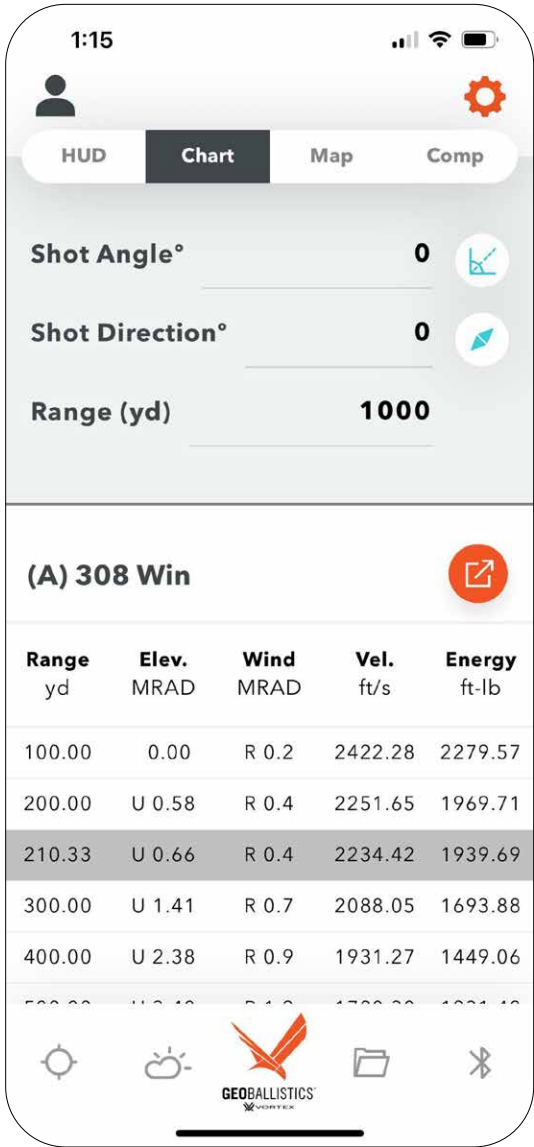 1:15
HUD Chart Map Comp
Shot Angle° 0
Shot Direction° 0
Range (yd) 1000
(A) 308 Win
Range Elev. Wind Vel. Energy
yd MRAD MRAD ft/s ft-lb
100.00 0.00 R 0.2 2422.28 2279.57
200.00 U 0.58 R 0.4 2251.65 1969.71
210.33 U 0.66 R 0.4 2234.42 1939.69
300.00 U 1.41 R 0.7 2088.05 1693.88
400.00 U 2.38 R 0.9 1931.27 1449.06
GEOBALLISTICS
VORTEX